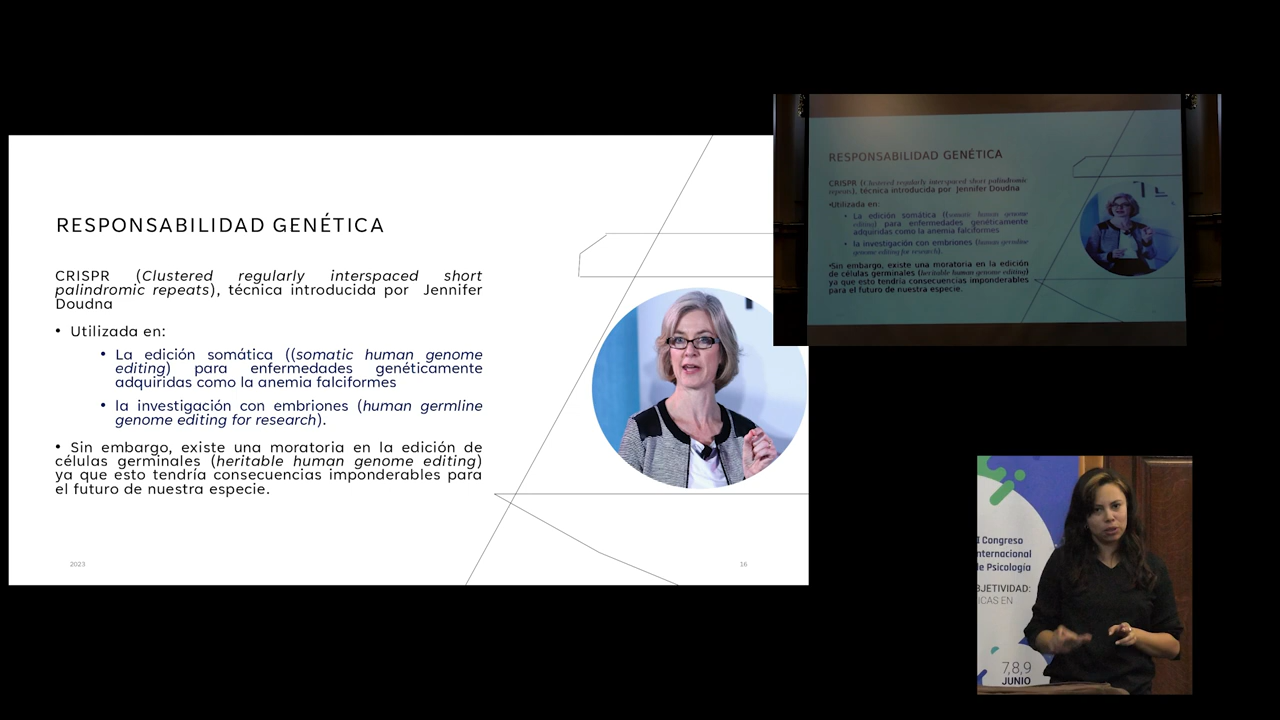 RESPONSABILIDAD GENÉTICA
CRISPR (Clustered regularly interspaced short
palindromic repeats), técnica introducida por Jennifer
Doudna
• Utilizada en:
• La edición somática ((somatic human genome
editing) para enfermedades genéticamente
adquiridas como la anemia falciformes
• la investigación con embriones (human germline
genome editing for research).
• Sin embargo, existe una moratoria en la edición de
células germinales (heritable human genome editing)
ya que esto tendría consecuencias imponderables para
el futuro de nuestra especie.
2023
16
RESPONSABILIDAD GENÉTICA
CRISPR (Clustered regularly interspaced short palindromic
repeats), técnica introducida por Jennifer Doudna
•Utilizada en:
• La edición somática ((somatic human genome
editing) para enfermedades genéticamente
adquiridas como la anemia falciformes
• la investigación con embriones (human germline
genome editing for research).
•Sin embargo, existe una moratoria en la edición
de células germinales (heritable human genome editing)
ya que esto tendría consecuencias imponderables
para el futuro de nuestra especie.
I Congreso
nternacional
de Psicología
BJETIVIDAD:
ICAS EN
7,8,9
JUNIO